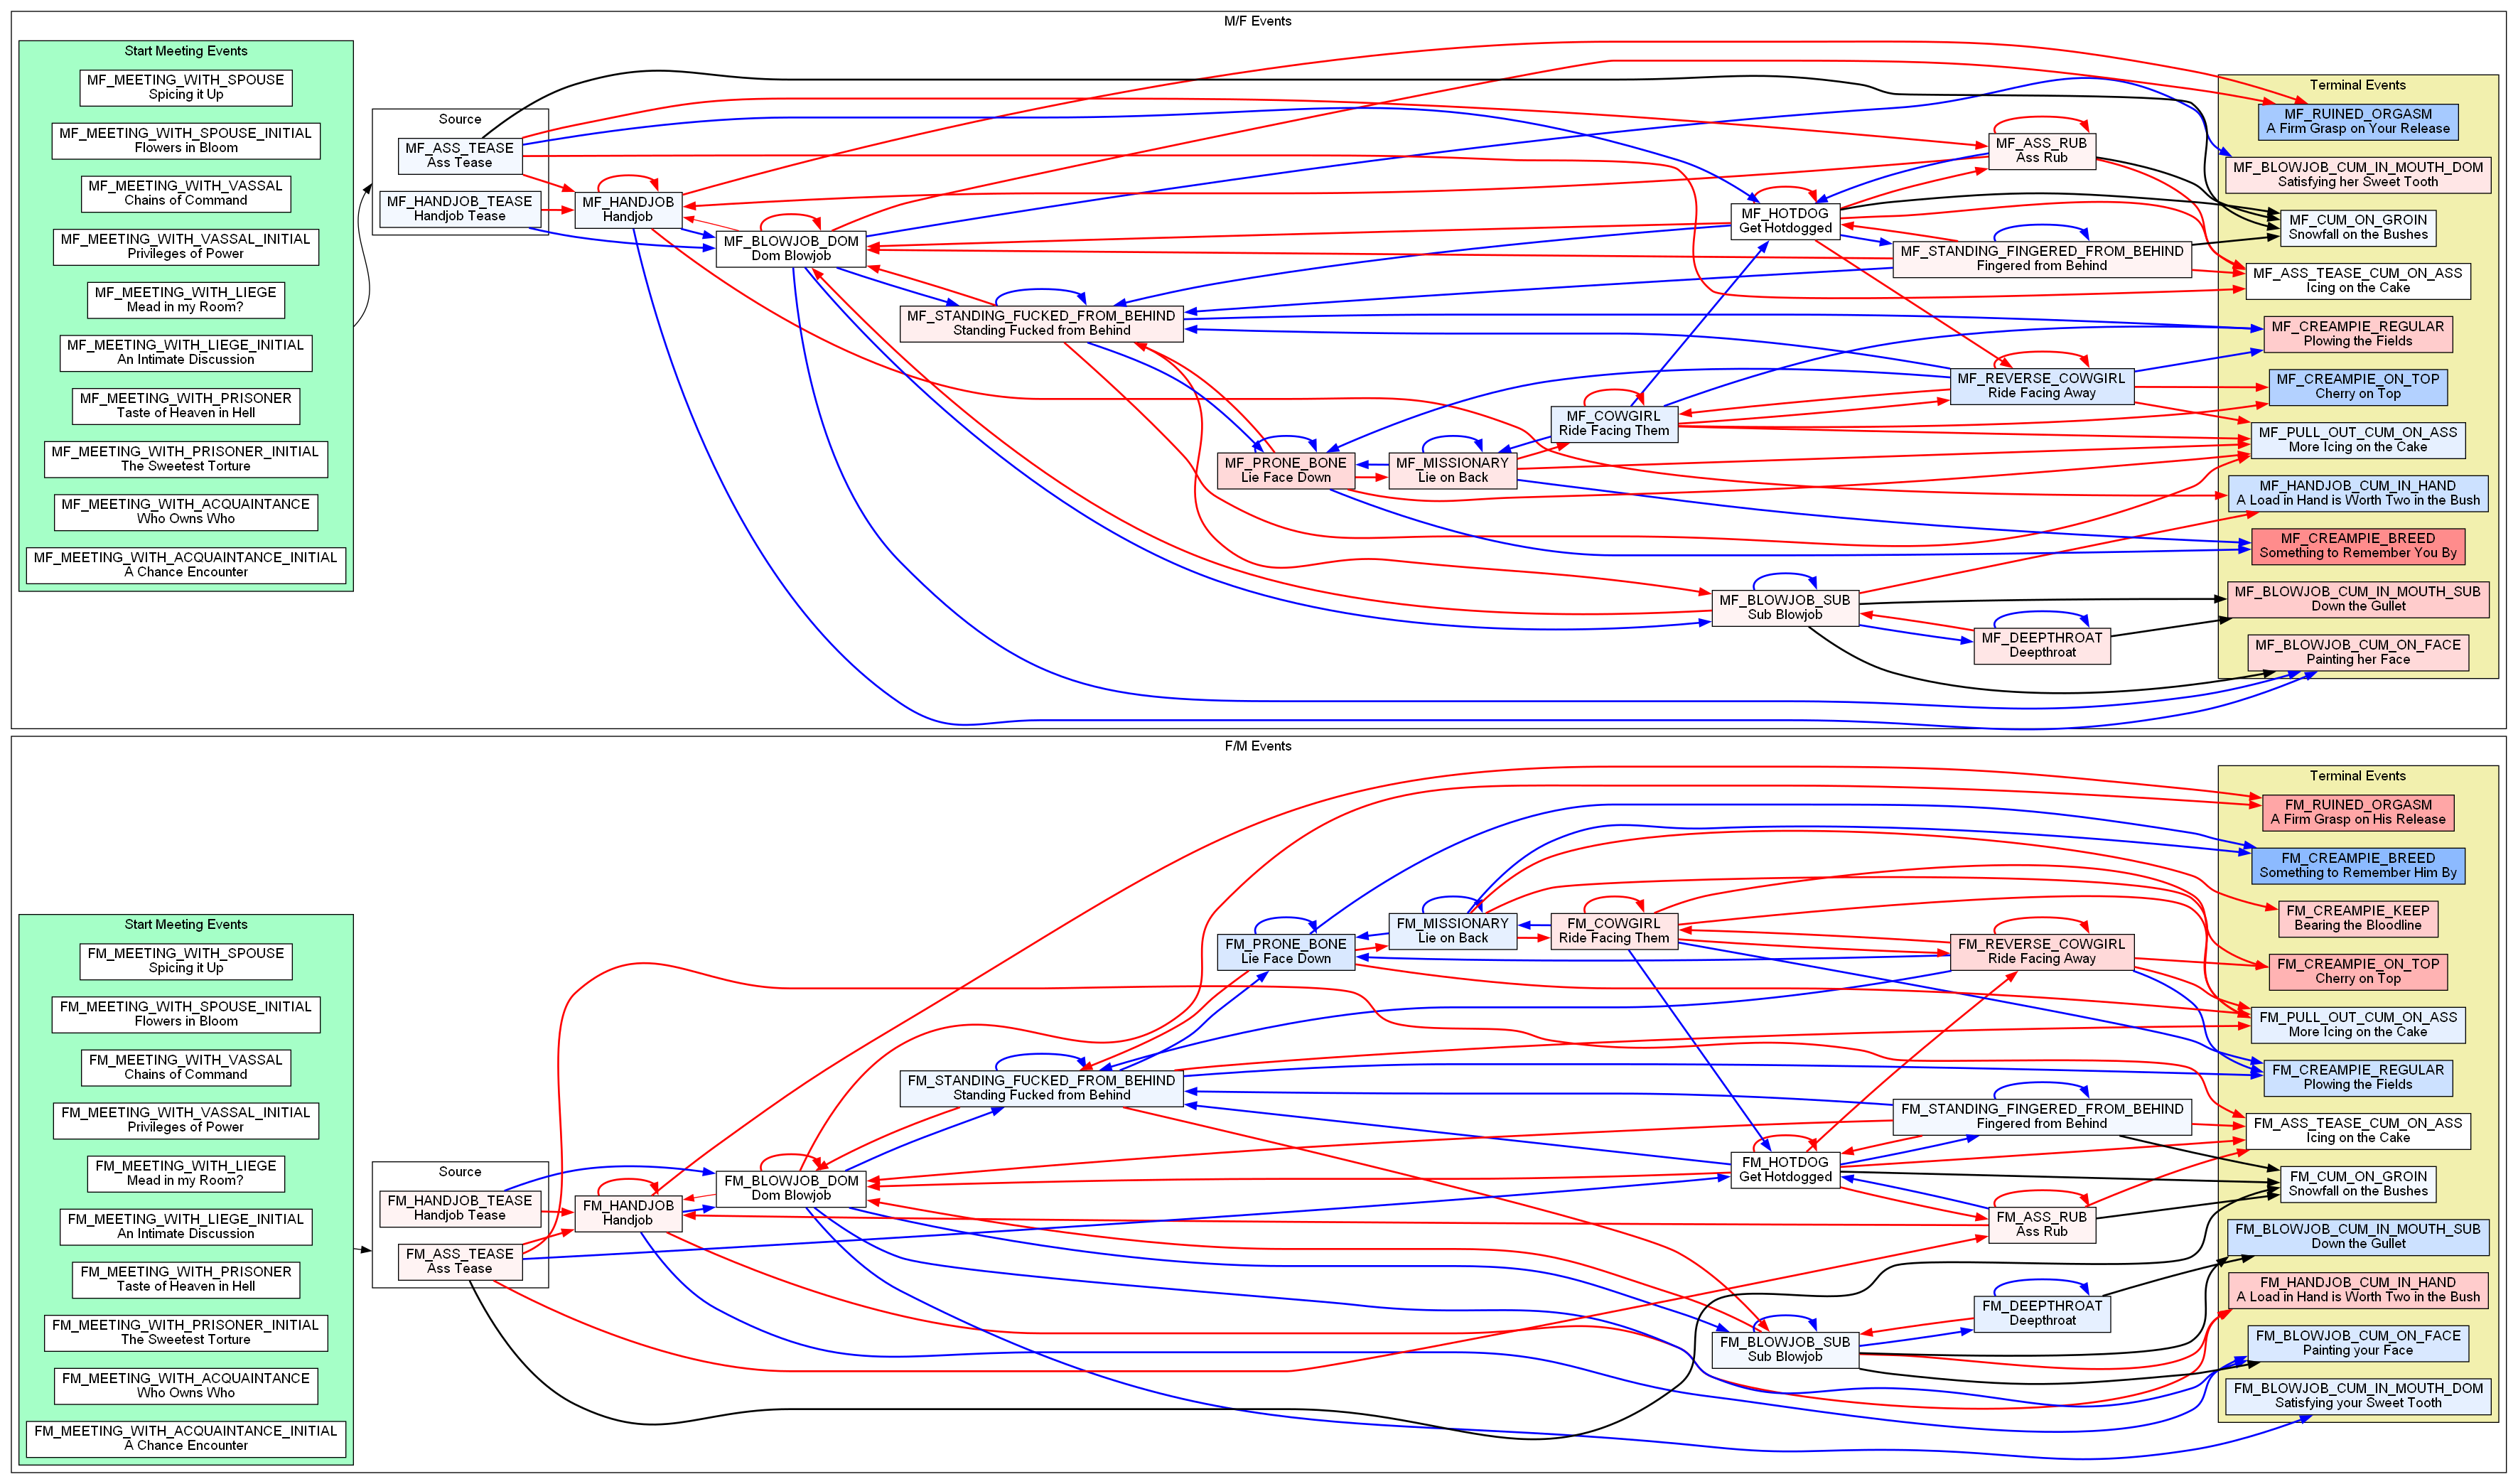 M/F Events
Start Meeting Events
MF_MEETING_WITH_SPOUSE
Spicing it Up
MF_MEETING_WITH_SPOUSE_INITIAL
Flowers in Bloom
MF_MEETING_WITH_VASSAL
Chains of Command
MF_MEETING_WITH_VASSAL_INITIAL
Privileges of Power
MF_MEETING_WITH_LIEGE
Mead in my Room?
MF_MEETING_WITH_LIEGE_INITIAL
An Intimate Discussion
MF_MEETING_WITH_PRISONER
Taste of Heaven in Hell
MF_MEETING_WITH_PRISONER_INITIAL
The Sweetest Torture
MF_MEETING_WITH_ACQUAINTANCE
Who Owns Who
MF_MEETING_WITH_ACQUAINTANCE_INITIAL
A Chance Encounter
Source
MF_ASS_TEASE
Ass Tease
MF_HANDJOB_TEASE
Handjob Tease
MF_HANDJOB
Handjob
MF_BLOWJOB_DOM
Dom Blowjob
MF_STANDING_FUCKED_FROM_BEHIND
Standing Fucked from Behind
MF_PRONE_BONE
Lie Face Down
MF_MISSIONARY
Lie on Back
MF_COWGIRL
Ride Facing Them
MF_BLOWJOB_SUB
Sub Blowjob
MF_HOTDOG
Get Hotdogged
MF_ASS_RUB
Ass Rub
MF_STANDING_FINGERED_FROM_BEHIND
Fingered from Behind
MF_REVERSE_COWGIRL
Ride Facing Away
MF_DEEPTHROAT
Deepthroat
Terminal Events
MF_RUINED_ORGASM
A Firm Grasp on Your Release
MF_BLOWJOB_CUM_IN_MOUTH_DOM
Satisfying her Sweet Tooth
MF_CUM_ON_GROIN
Snowfall on the Bushes
MF_ASS_TEASE_CUM_ON_ASS
Icing on the Cake
MF_CREAMPIE_REGULAR
Plowing the Fields
MF_CREAMPIE_ON_TOP
Cherry on Top
MF_PULL_OUT_CUM_ON_ASS
More Icing on the Cake
MF_HANDJOB_CUM_IN_HAND
A Load in Hand is Worth Two in the Bush
MF_CREAMPIE_BREED
Something to Remember You By
MF_BLOWJOB_CUM_IN_MOUTH_SUB
Down the Gullet
MF_BLOWJOB_CUM_ON_FACE
Painting her Face
F/M Events
Start Meeting Events
FM_MEETING_WITH_SPOUSE
Spicing it Up
FM_MEETING_WITH_SPOUSE_INITIAL
Flowers in Bloom
FM_MEETING_WITH_VASSAL
Chains of Command
FM_MEETING_WITH_VASSAL_INITIAL
Privileges of Power
FM_MEETING_WITH_LIEGE
Mead in my Room?
FM_MEETING_WITH_LIEGE_INITIAL
An Intimate Discussion
FM_MEETING_WITH_PRISONER
Taste of Heaven in Hell
FM_MEETING_WITH_PRISONER_INITIAL
The Sweetest Torture
FM_MEETING_WITH_ACQUAINTANCE
Who Owns Who
FM_MEETING_WITH_ACQUAINTANCE_INITIAL
A Chance Encounter
Source
FM_HANDJOB_TEASE
Handjob Tease
FM_ASS_TEASE
Ass Tease
FM_HANDJOB
Handjob
FM_BLOWJOB_DOM
Dom Blowjob
FM_STANDING_FUCKED_FROM_BEHIND
Standing Fucked from Behind
FM_PRONE_BONE
Lie Face Down
FM_MISSIONARY
Lie on Back
FM_COWGIRL
Ride Facing Them
FM_HOTDOG
Get Hotdogged
FM_BLOWJOB_SUB
Sub Blowjob
FM_REVERSE_COWGIRL
Ride Facing Away
FM_STANDING_FINGERED_FROM_BEHIND
Fingered from Behind
FM_ASS_RUB
Ass Rub
FM_DEEPTHROAT
Deepthroat
Terminal Events
FM_RUINED_ORGASM
A Firm Grasp on His Release
FM_CREAMPIE_BREED
Something to Remember Him By
FM_CREAMPIE_KEEP
Bearing the Bloodline
FM_CREAMPIE_ON_TOP
Cherry on Top
FM_PULL_OUT_CUM_ON_ASS
More Icing on the Cake
FM_CREAMPIE_REGULAR
Plowing the Fields
FM_ASS_TEASE_CUM_ON_ASS
Icing on the Cake
FM_CUM_ON_GROIN
Snowfall on the Bushes
FM_BLOWJOB_CUM_IN_MOUTH_SUB
Down the Gullet
FM_HANDJOB_CUM_IN_HAND
A Load in Hand is Worth Two in the Bush
FM_BLOWJOB_CUM_ON_FACE
Painting your Face
FM_BLOWJOB_CUM_IN_MOUTH_DOM
Satisfying your Sweet Tooth